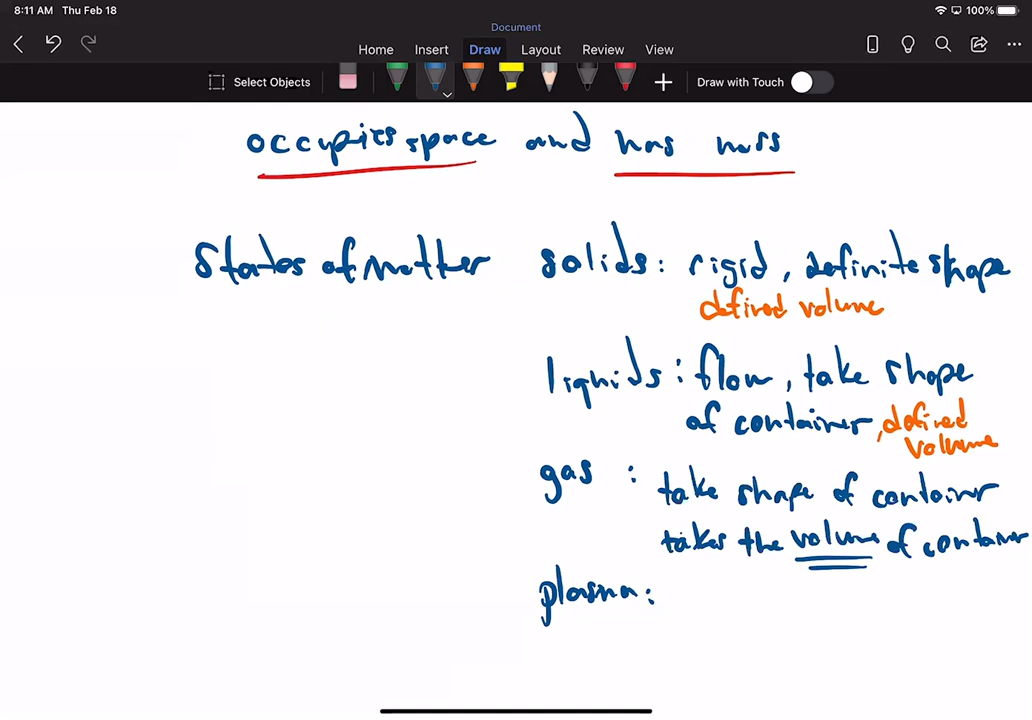 8:11 AM Thu Feb 18 100%
Document
Home Insert Draw Layout Review View
Select Objects Draw with Touch
occupies space and has mass
States of Matter solids: rigid, definite shape
defined volume
liquids: flow, take shape
of container, defined
volume
gas : take shape of container
takes the volume of container
plasma: